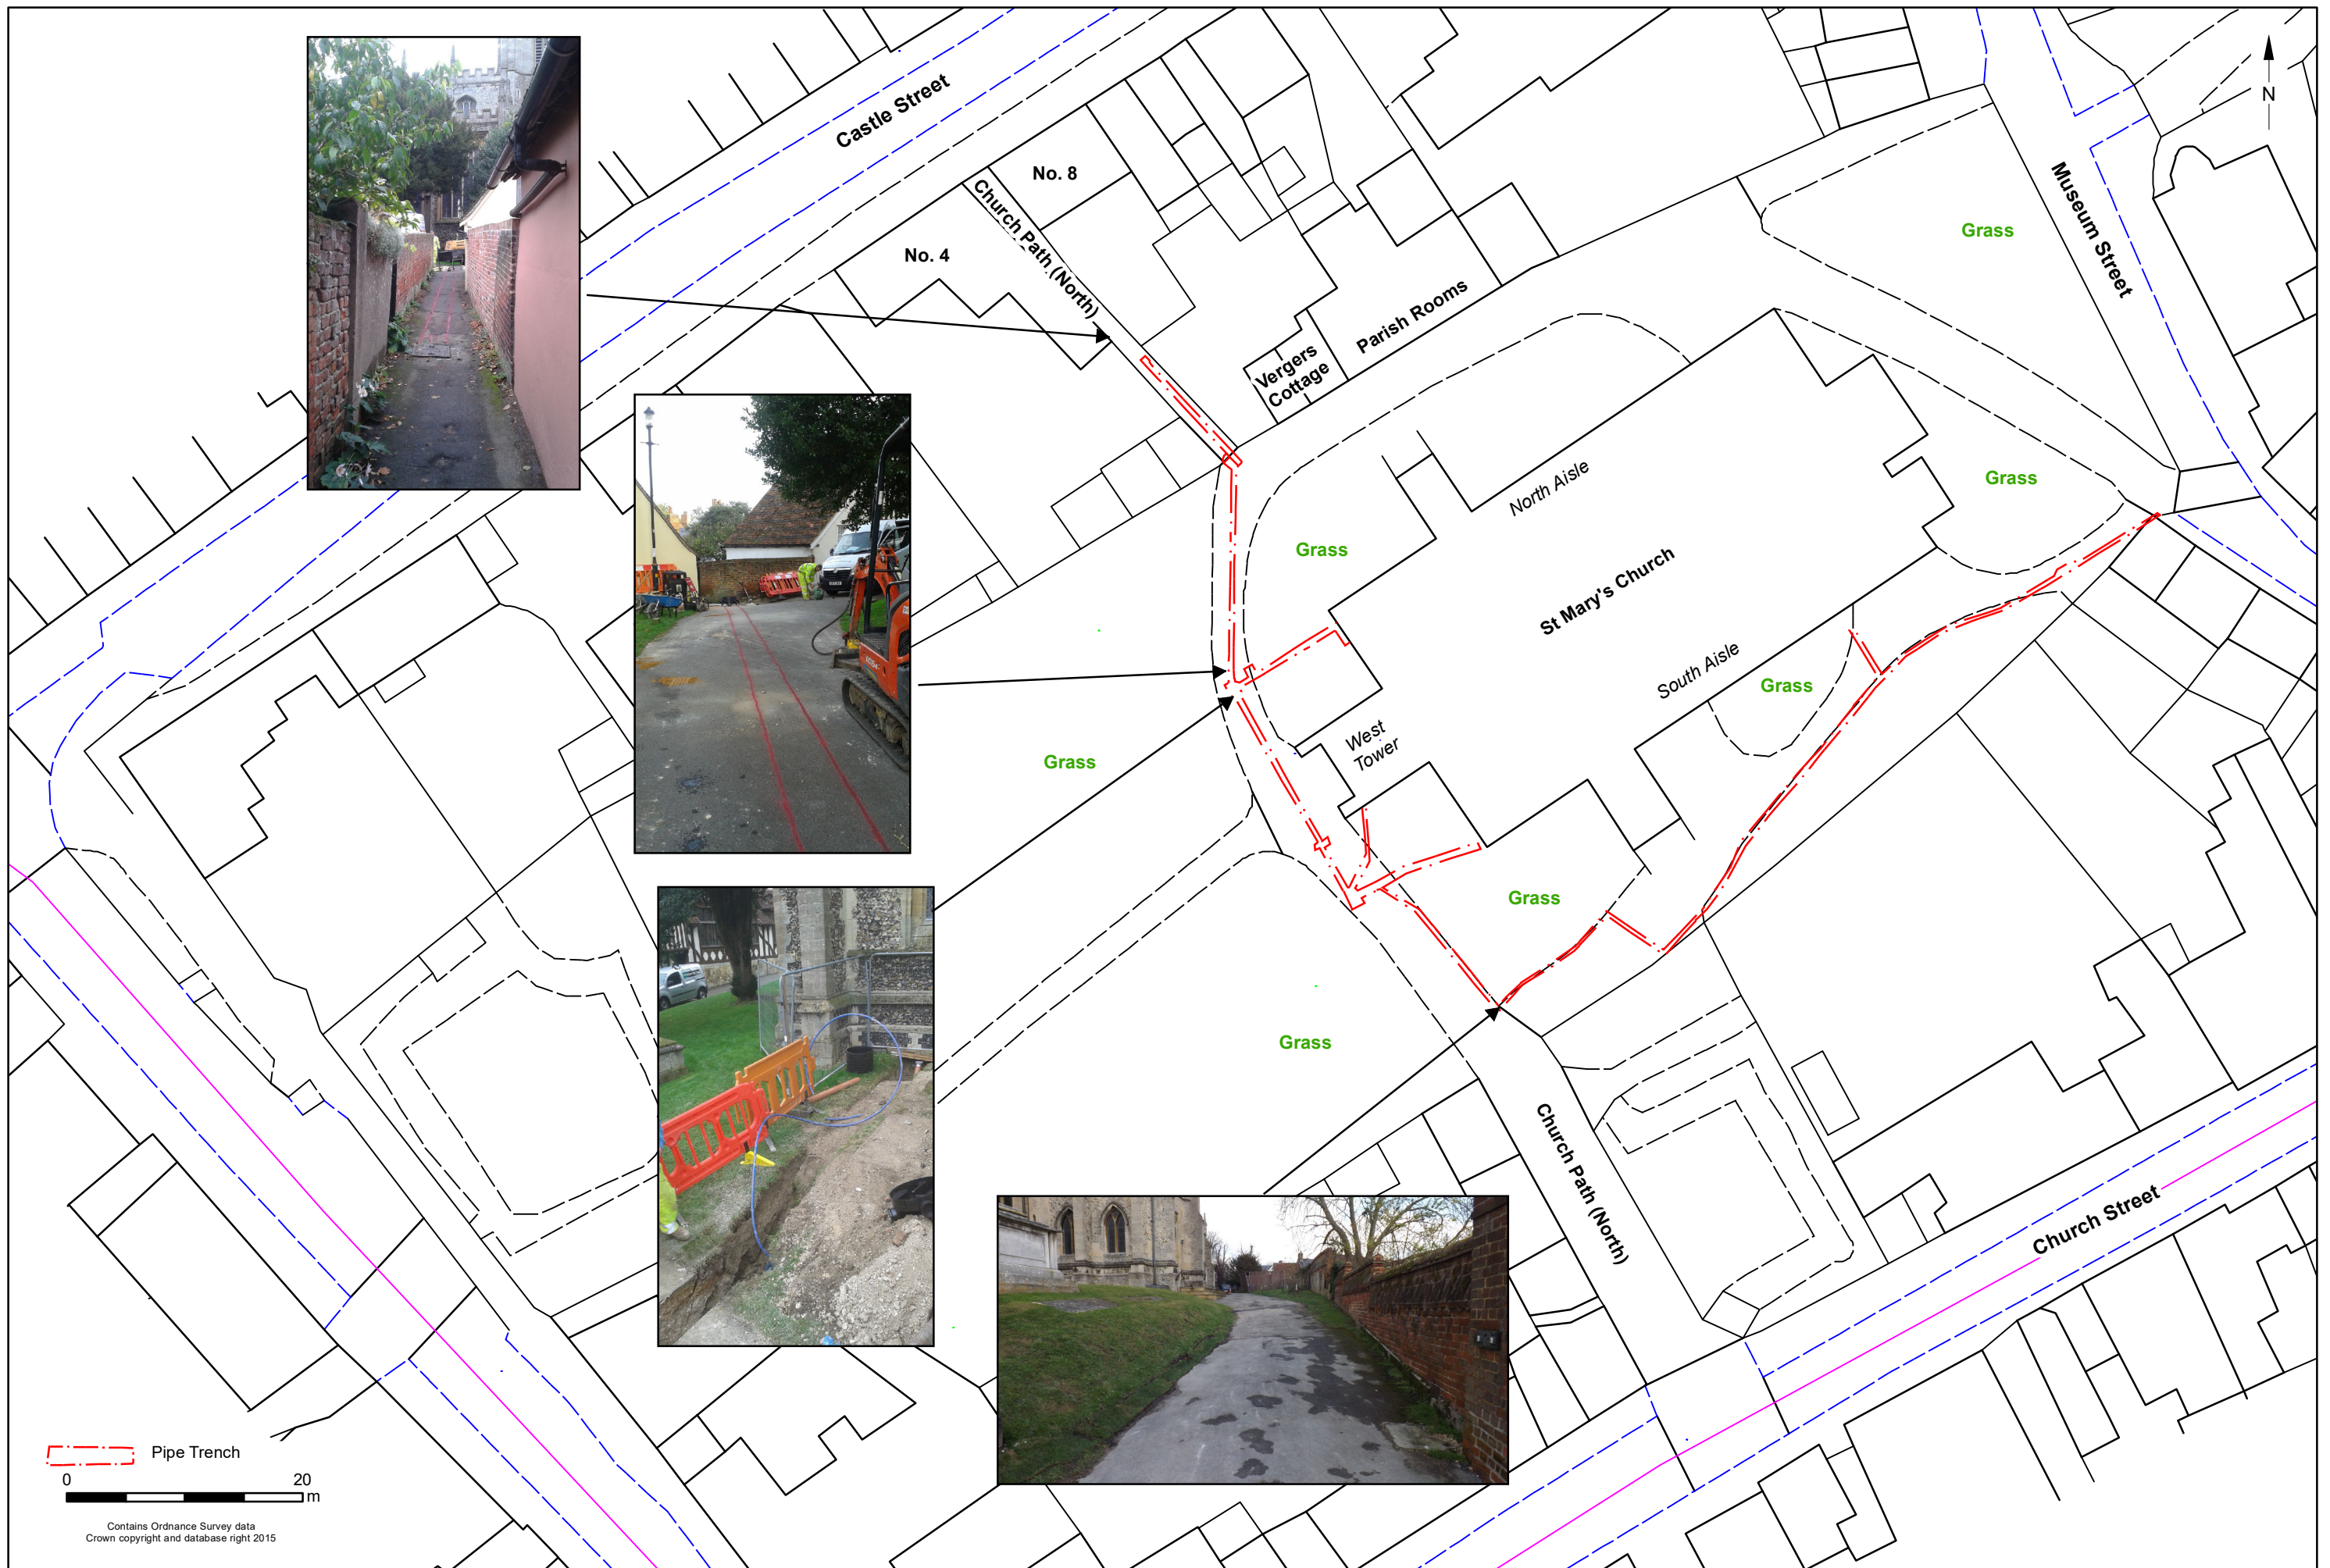 Castle Street
N
No. 8
Church Path (North)
Museum Street
No. 4
Grass
Parish Rooms
Vergers
Cottage
North Aisle
Grass
Grass
St Mary's Church
South Aisle
Grass
West
Tower
Grass
Grass
Grass
Church Path (North)
Church Street
Pipe Trench
0 20
m
Contains Ordnance Survey data
Crown copyright and database right 2015